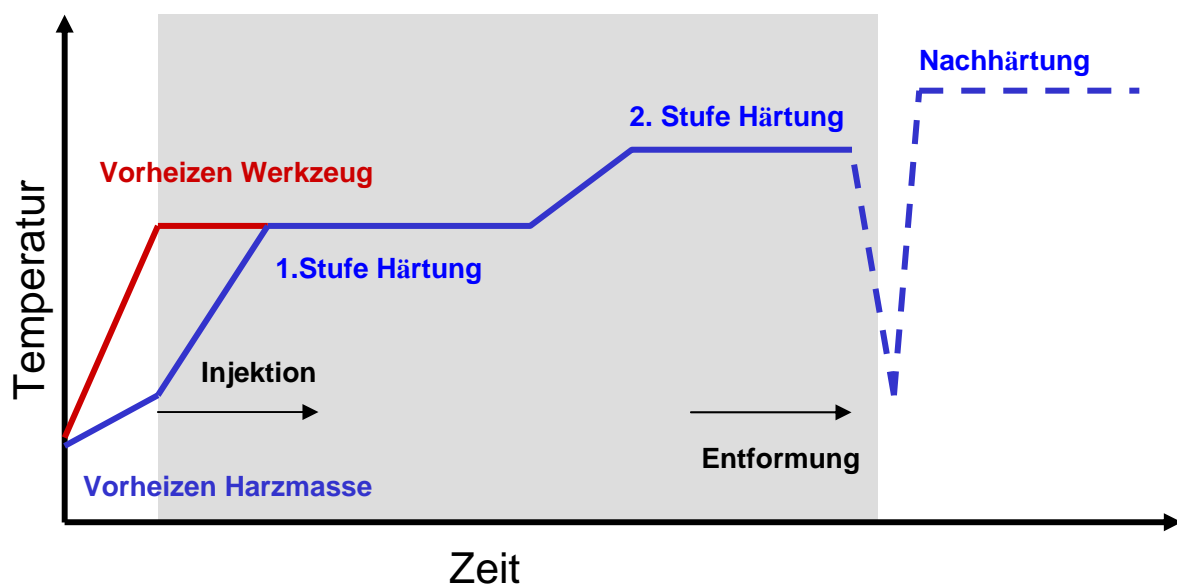 Nachhärtung
2. Stufe Härtung
Vorheizen Werkzeug
1.Stufe Härtung
Temperatur
Injektion
Entformung
Vorheizen Harzmasse
Zeit